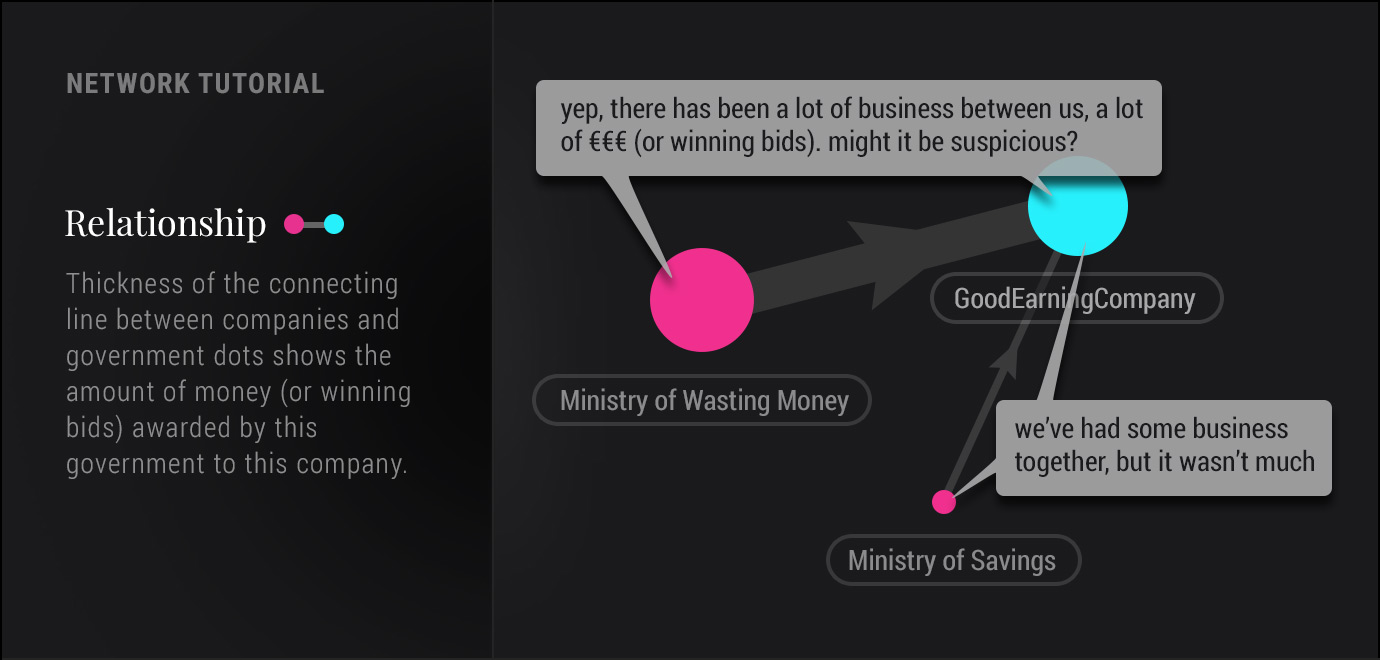 NETWORK TUTORIAL
Relationship
Thickness of the connecting
line between companies and
government dots shows the
amount of money (or winning
bids) awarded by this
government to this company.
yep, there has been a lot of business between us, a lot
of €€€ (or winning bids). might it be suspicious?
GoodEarningCompany
Ministry of Wasting Money
we’ve had some business
together, but it wasn’t much
Ministry of Savings